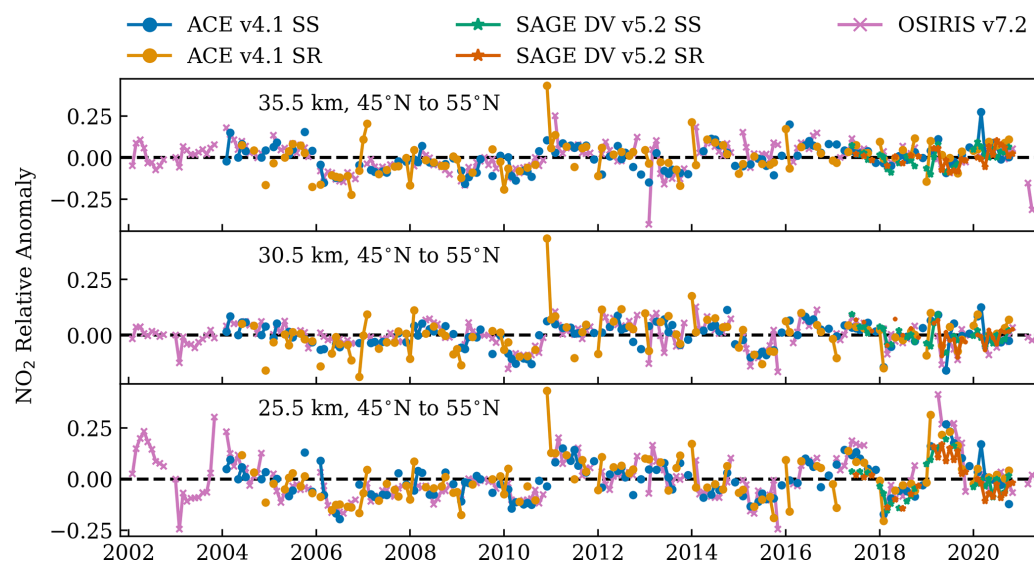 ACE v4.1 SS SAGE DV v5.2 SS OSIRIS v7.2
ACE v4.1 SR SAGE DV v5.2 SR
NO₂ Relative Anomaly
35.5 km, 45°N to 55°N
0.25
0.00
−0.25
30.5 km, 45°N to 55°N
0.25
0.00
25.5 km, 45°N to 55°N
0.25
0.00
−0.25
2002 2004 2006 2008 2010 2012 2014 2016 2018 2020